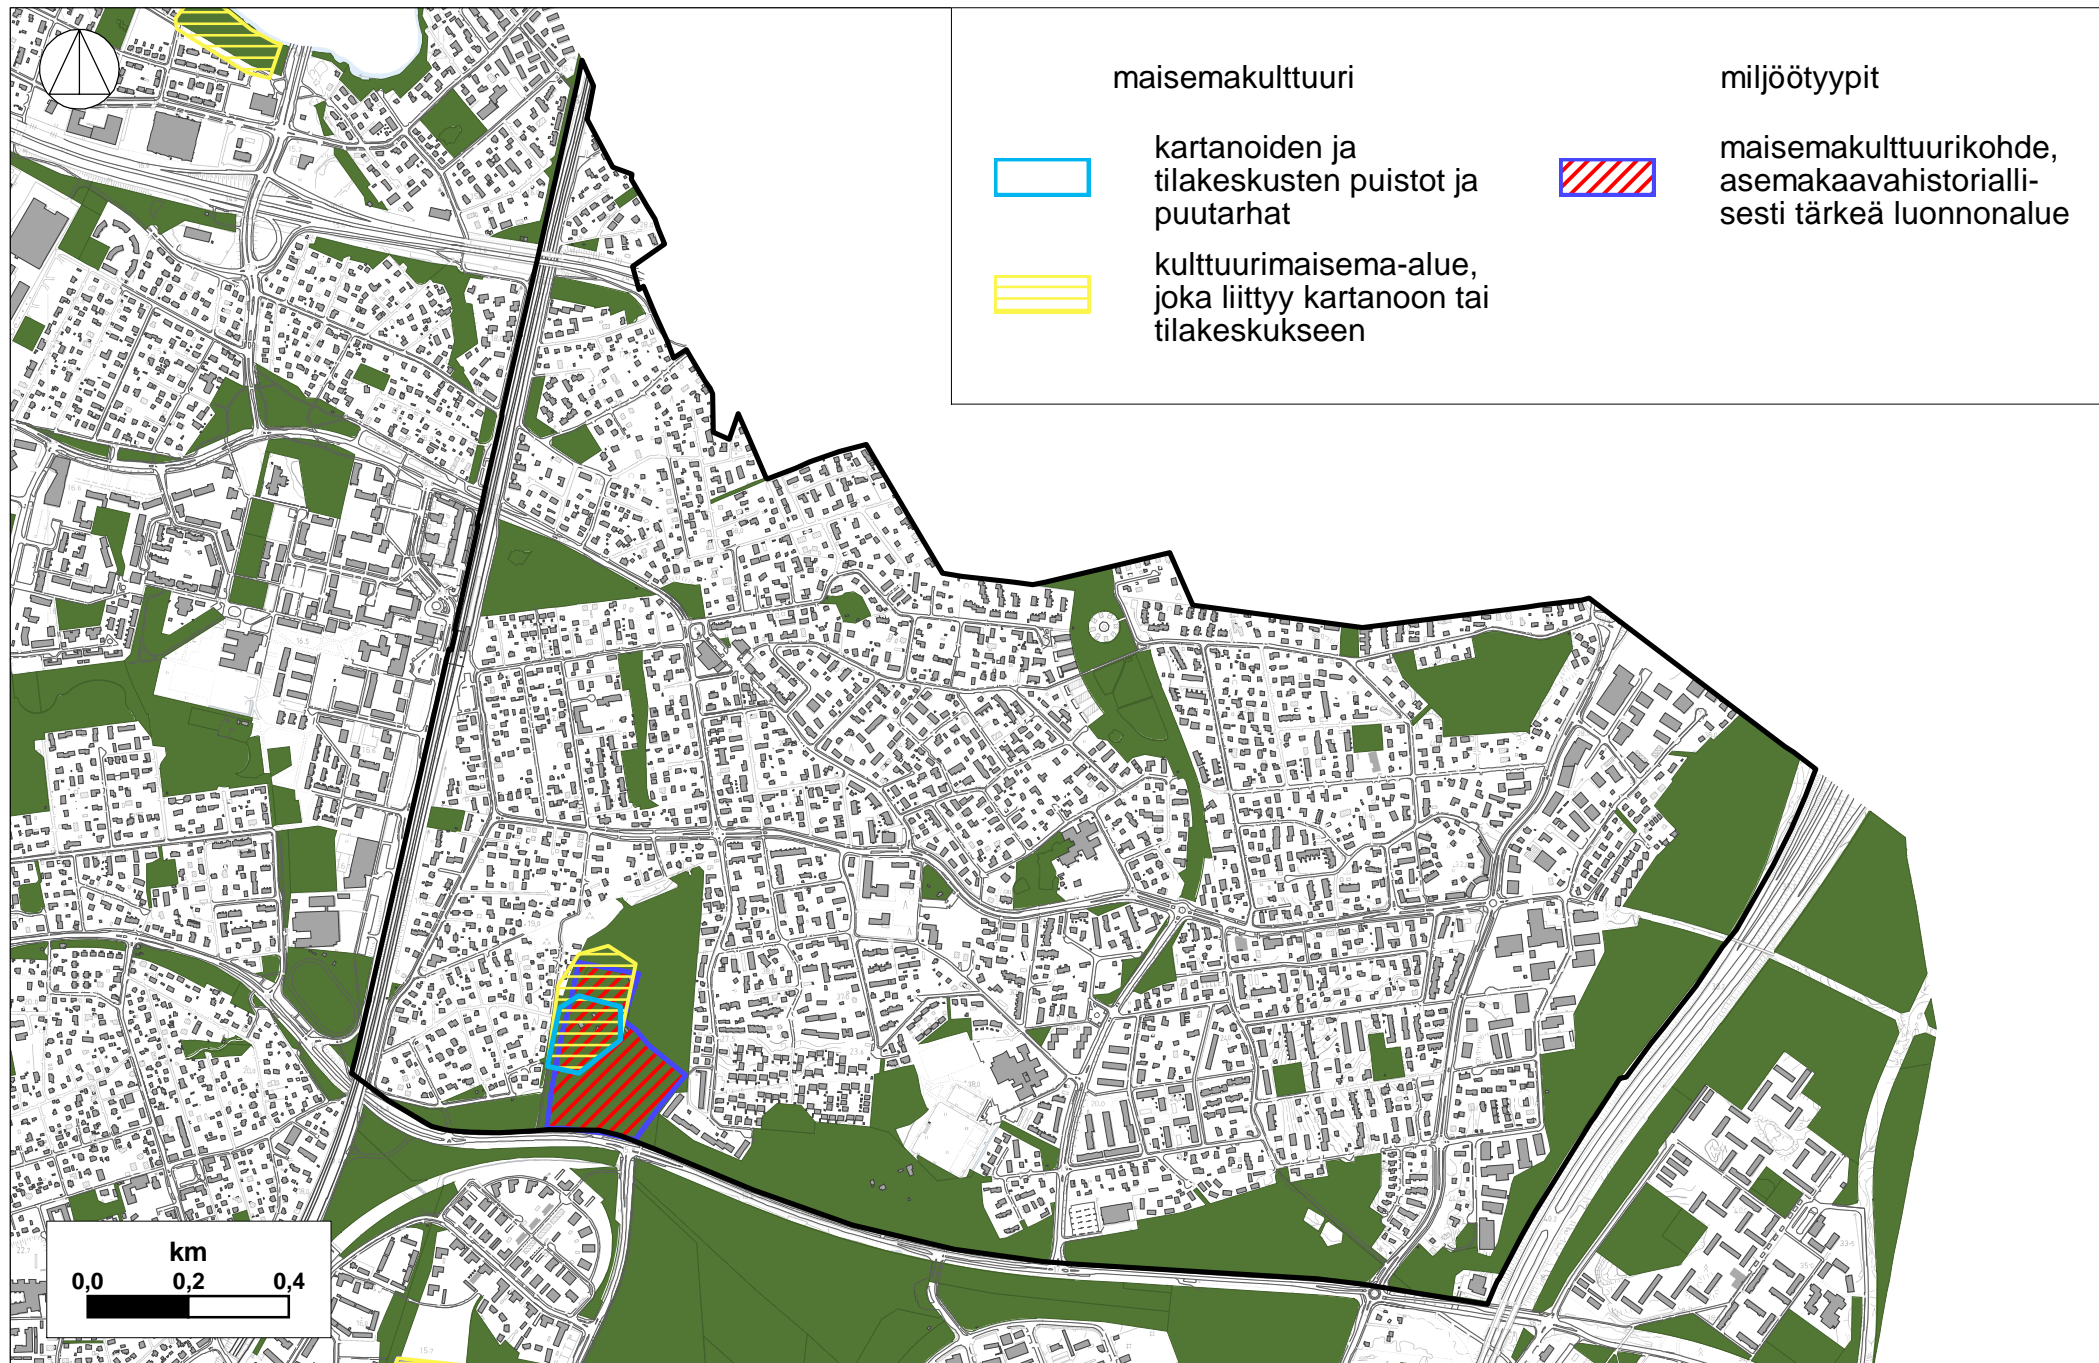 maisemakulttuuri
kartanoiden ja
tilakeskusten puistot ja
puutarhat
kulttuurimaisema-alue,
joka liittyy kartanoon tai
tilakeskukseen
miljöötyypit
maisemakulttuurikohde,
asemakaavahistorialli-
sesti tärkeä luonnonalue
km
0,0 0,2 0,4